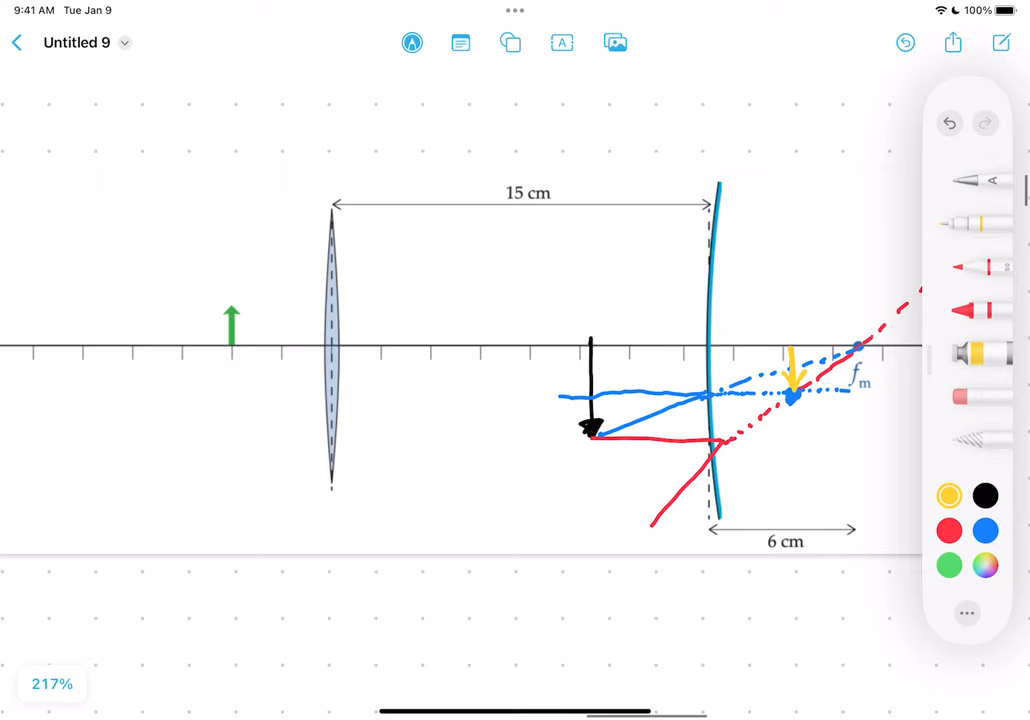 9:41 AM Tue Jan 9
100%
Untitled 9
A
15 cm
A
fm
6 cm
217%